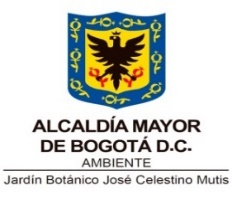 ALCALDÍA MAYOR
DE BOGOTÁ D.C.
AMBIENTE
Jardín Botánico José Celestino Mutis